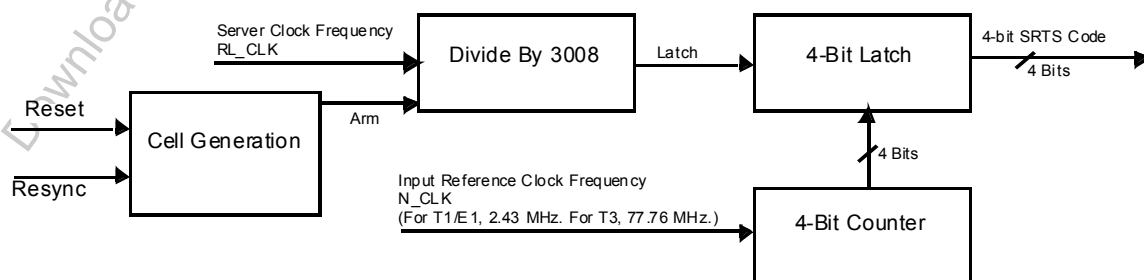 Server Clock Frequency
RL_CLK
Divide By 3008
Latch
4-Bit Latch
4-bit SRTS Code
4 Bits
Reset
Resync
Cell Generation
Arm
4 Bits
Input Reference Clock Frequency
N_CLK
(For T1/E1, 2.43 MHz. For T3, 77.76 MHz.)
4-Bit Counter